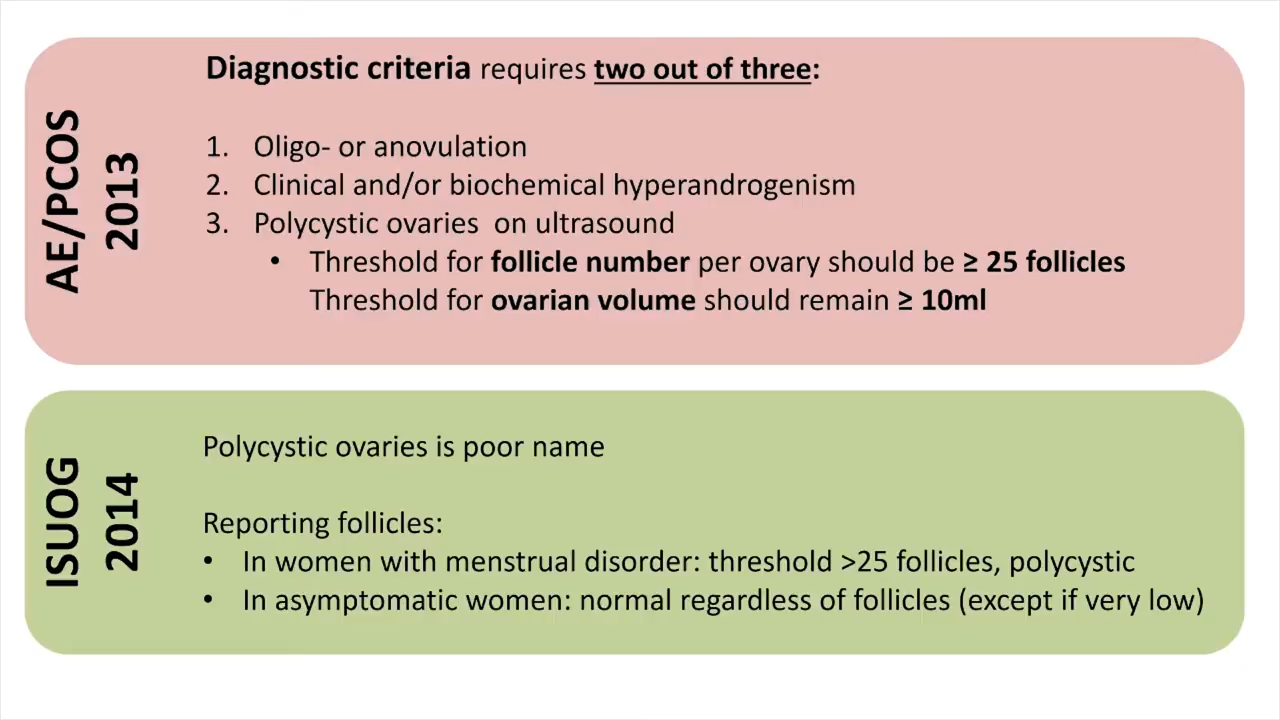 AE/PCOS
2013
Diagnostic criteria requires two out of three:
1. Oligo- or anovulation
2. Clinical and/or biochemical hyperandrogenism
3. Polycystic ovaries on ultrasound
• Threshold for follicle number per ovary should be ≥ 25 follicles
Threshold for ovarian volume should remain ≥ 10ml
ISUOG
2014
Polycystic ovaries is poor name
Reporting follicles:
• In women with menstrual disorder: threshold >25 follicles, polycystic
• In asymptomatic women: normal regardless of follicles (except if very low)